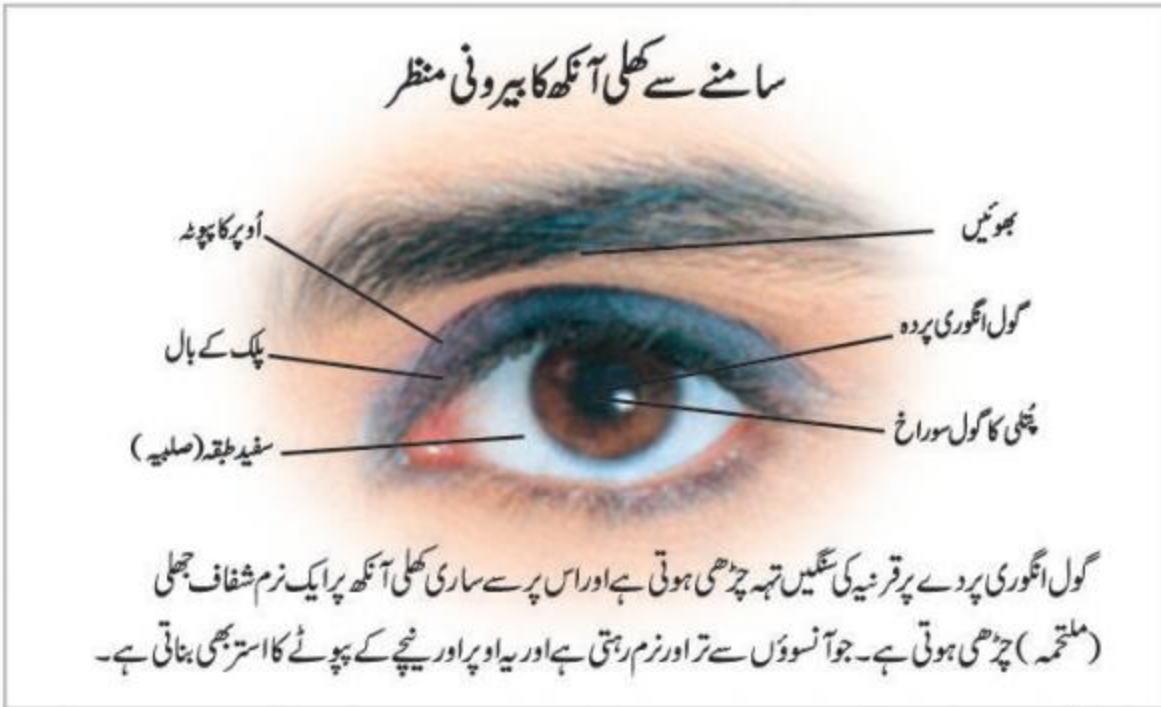 سامنے سے کھلی آنکھ کا بیرونی منظر
بھوئیں
اُوپر کا پپوٹہ
گول انگوری پردہ
پلک کے بال
پُتلی کا گول سوراخ
سفید طبقہ (صلبیہ)
گول انگوری پردے پر قرنیہ کی سنگیں تہہ چڑھی ہوتی ہے اور اس پر سے ساری کھلی آنکھ پر ایک نرم شفاف جھلی
(ملتحمہ) چڑھی ہوتی ہے۔ جو آنسوؤں سے تر اور نرم رہتی ہے اور یہ اوپر اور نیچے کے پپوٹے کا استر بھی بناتی ہے۔